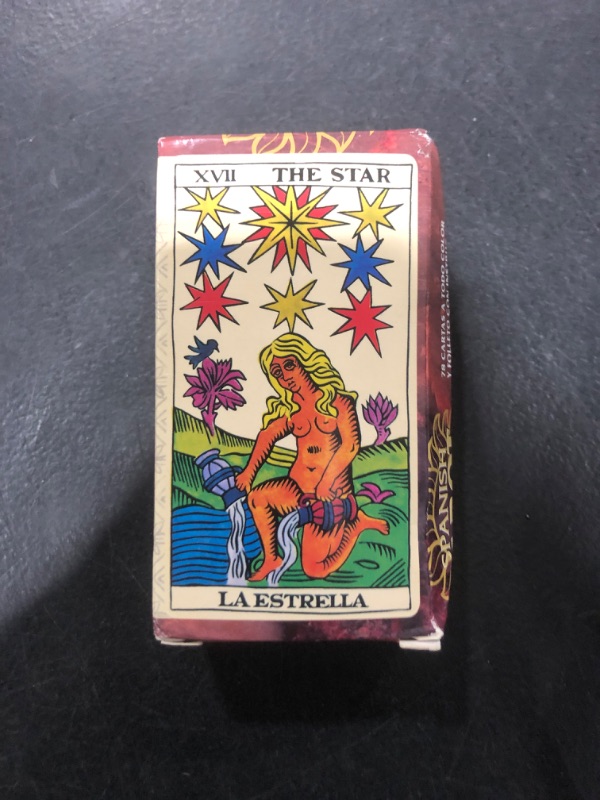 XVII THE STAR
LA ESTRELLA
78 CARTAS A TODO COLOR
SPANISH